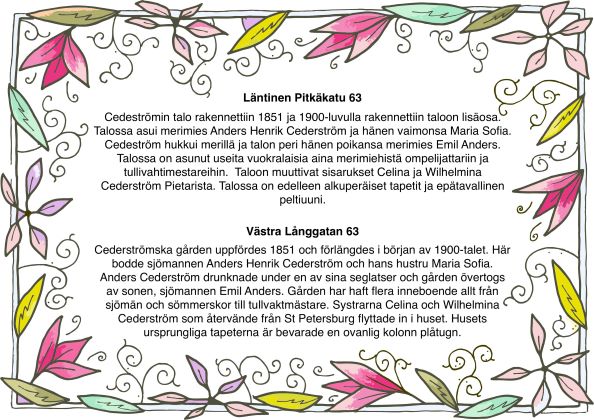 Läntinen Pitkäkatu 63
Cedeströmin talo rakennettiin 1851 ja 1900-luvulla rakennettiin taloon lisäosa.
Talossa asui merimies Anders Henrik Cederström ja hänen vaimonsa Maria Sofia.
Cedeström hukkui merillä ja talon peri hänen poikansa merimies Emil Anders.
Talossa on asunut useita vuokralaisia aina merimiehistä ompelijattariin ja
tullivahtimestareihin. Taloon muuttivat sisarukset Celina ja Wilhelmina
Cederström Pietarista. Talossa on edelleen alkuperäiset tapetit ja epätavallinen
peltiuuni.
Västra Långgatan 63
Cederströmska gården uppfördes 1851 och förlängdes i början av 1900-talet. Här
bodde sjömannen Anders Henrik Cederström och hans hustru Maria Sofia.
Anders Cederström drunknade under en av sina seglatser och gården övertogs
av sonen, sjömannen Emil Anders. Gården har haft flera inneboende allt från
sjömän och sömmerskor till tullvaktmästare. Systrarna Celina och Wilhelmina
Cederström som återvände från St Petersburg flyttade in i huset. Husets
ursprungliga tapeterna är bevarade en ovanlig kolonn plåtugn.